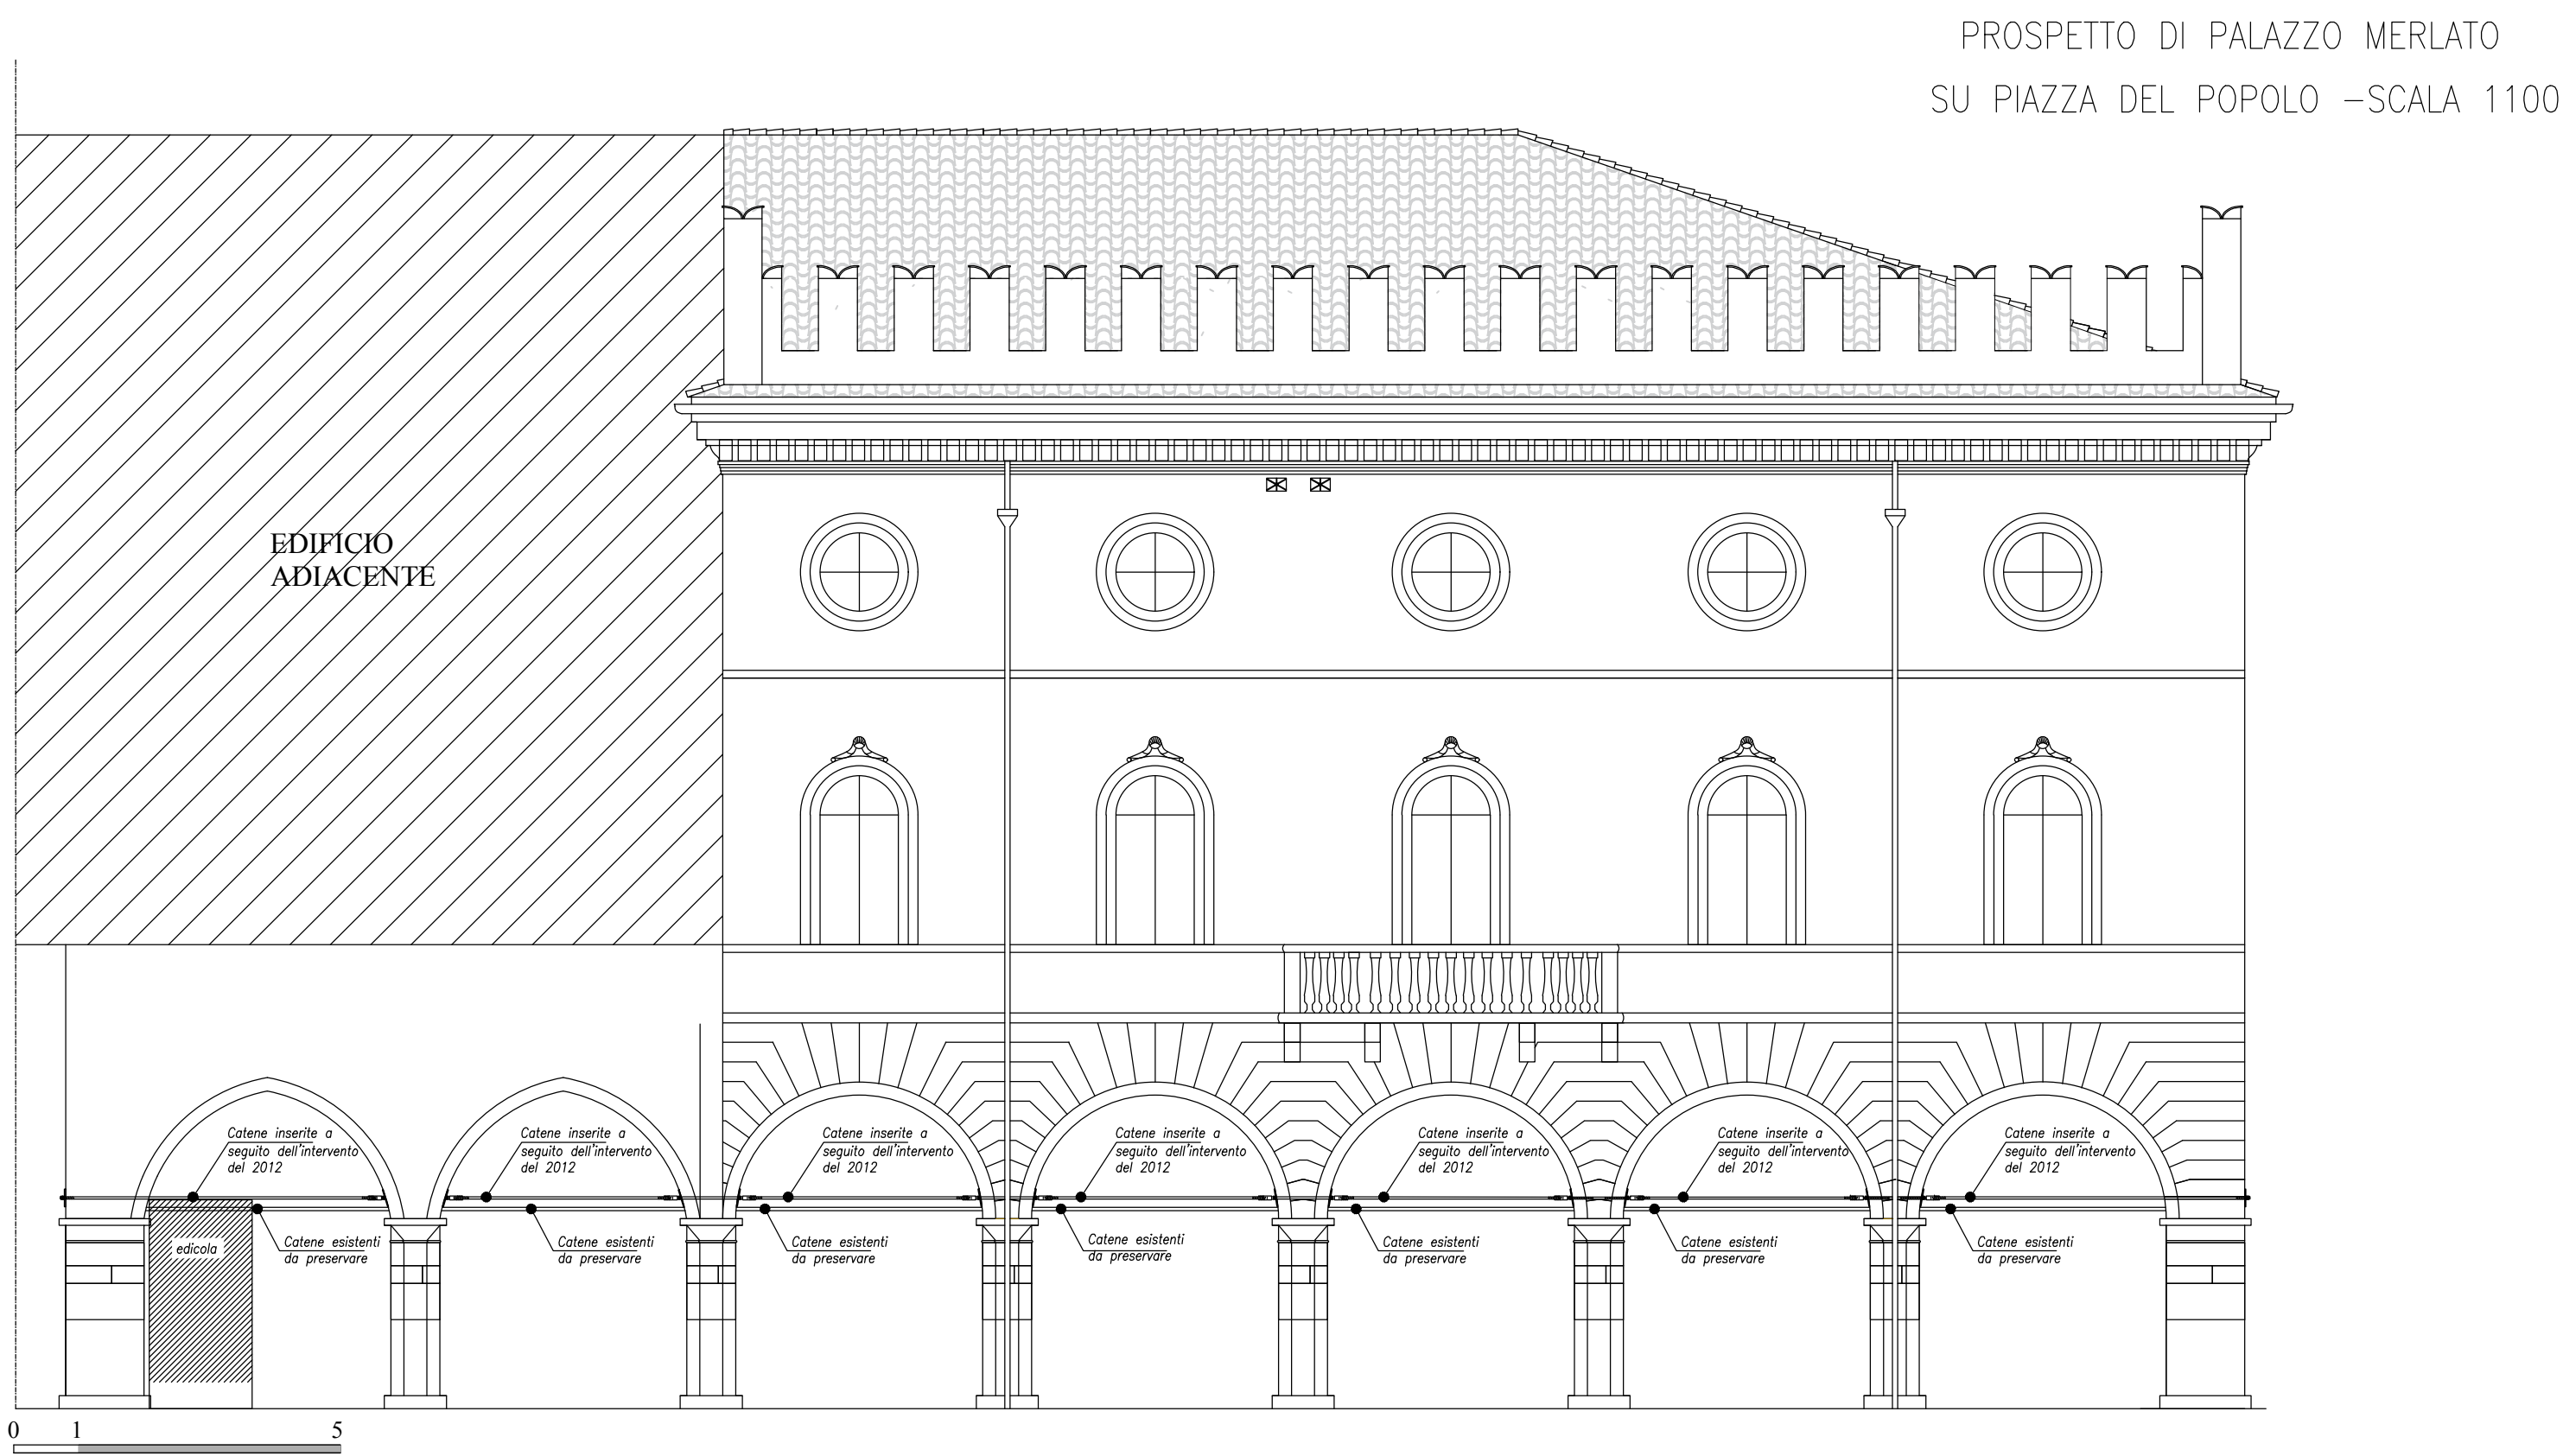 PROSPETTO DI PALAZZO MERLATO
SU PIAZZA DEL POPOLO -SCALA 1100
EDIFICIO
ADIACENTE
Catene inserite a
seguito dell'intervento
del 2012
Catene inserite a
seguito dell'intervento
del 2012
Catene inserite a
seguito dell'intervento
del 2012
Catene inserite a
seguito dell'intervento
del 2012
Catene inserite a
seguito dell'intervento
del 2012
Catene inserite a
seguito dell'intervento
del 2012
Catene inserite a
seguito dell'intervento
del 2012
edicola
Catene esistenti
da preservare
Catene esistenti
da preservare
Catene esistenti
da preservare
Catene esistenti
da preservare
Catene esistenti
da preservare
Catene esistenti
da preservare
Catene esistenti
da preservare
0 1 5